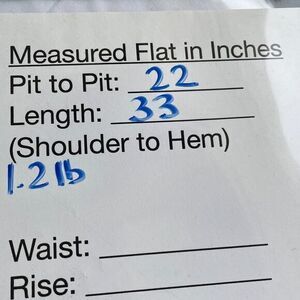 Measured Flat in Inches
Pit to Pit: 22
Length: 33
(Shoulder to Hem)
1.2 lb
Waist:
Rise: